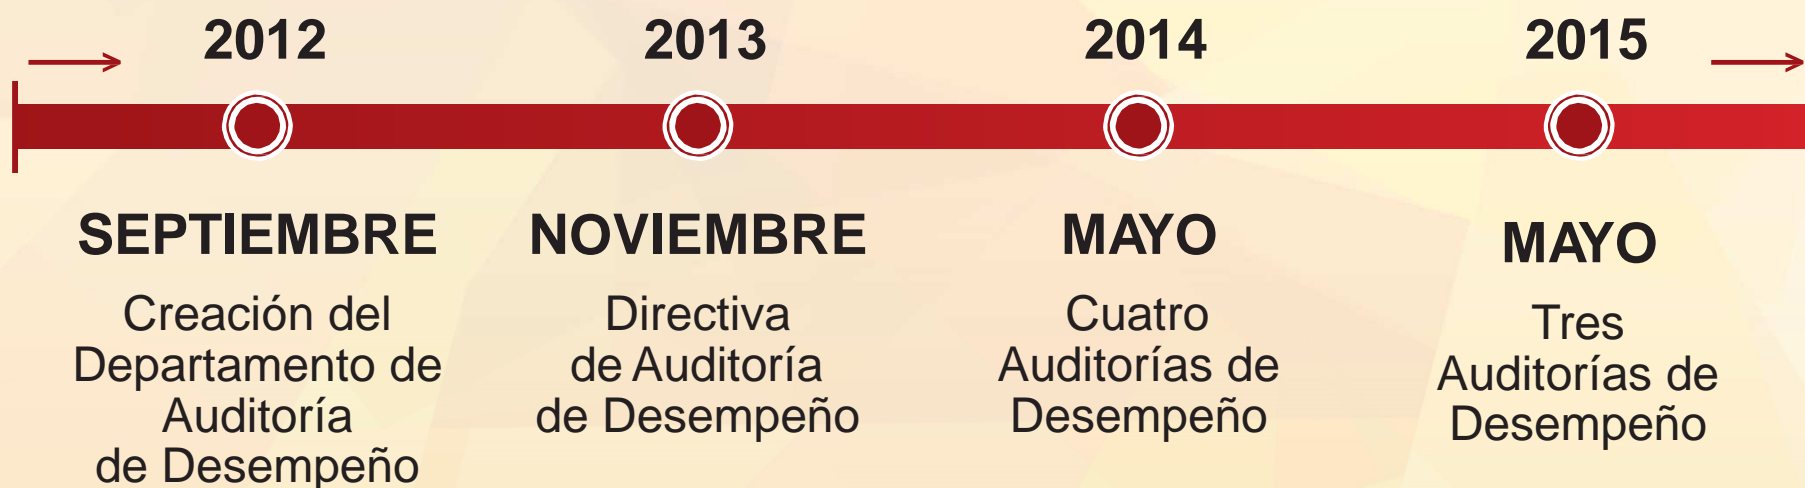 2012
SEPTIEMBRE
Creación del
Departamento de
Auditoría
de Desempeño
2013
NOVIEMBRE
Directiva
de Auditoría
de Desempeño
2014
MAYO
Cuatro
Auditorías de
Desempeño
2015
MAYO
Tres
Auditorías de
Desempeño